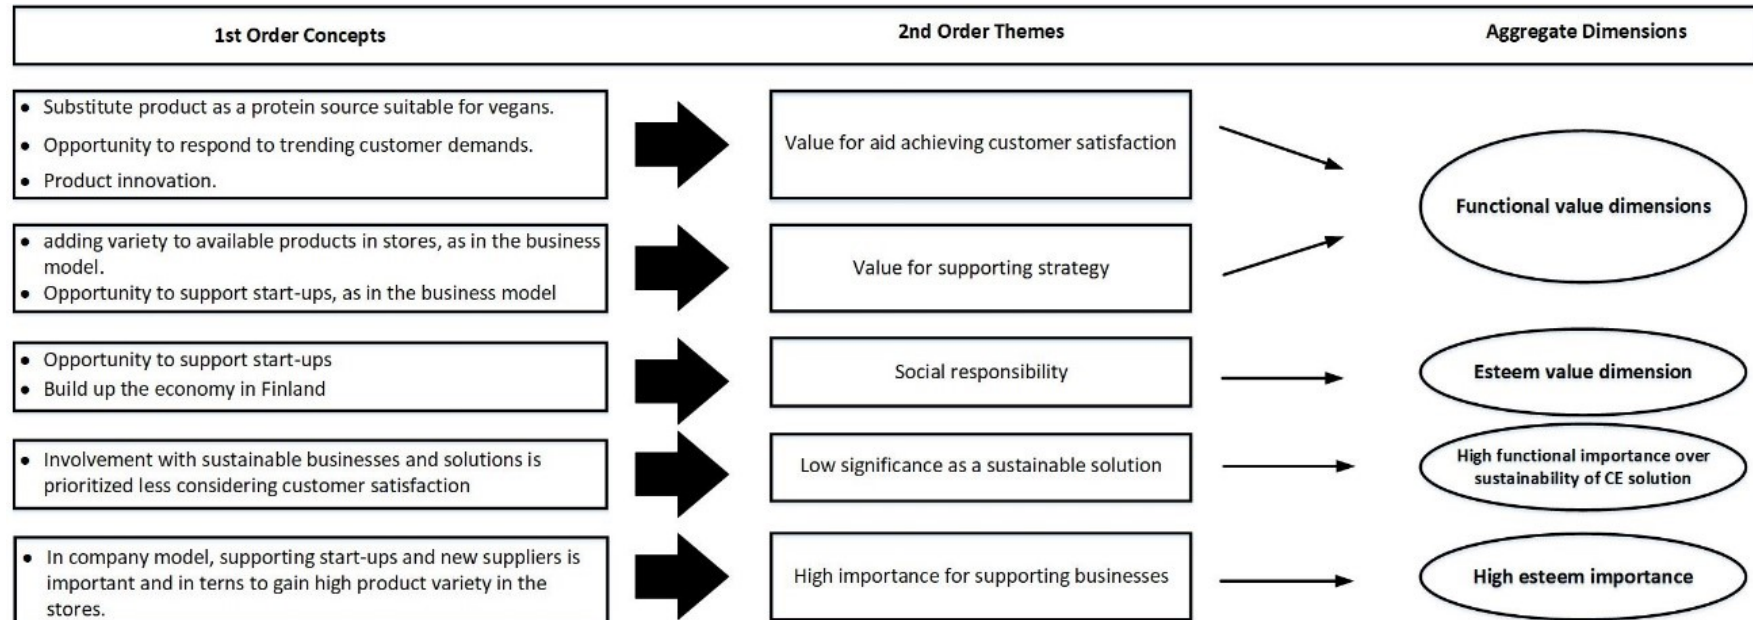 1st Order Concepts
2nd Order Themes
Aggregate Dimensions
• Substitute product as a protein source suitable for vegans.
• Opportunity to respond to trending customer demands.
• Product innovation.
Value for aid achieving customer satisfaction
Functional value dimensions
• adding variety to available products in stores, as in the business
model.
• Opportunity to support start-ups, as in the business model
Value for supporting strategy
• Opportunity to support start-ups
• Build up the economy in Finland
Social responsibility
Esteem value dimension
• Involvement with sustainable businesses and solutions is
prioritized less considering customer satisfaction
Low significance as a sustainable solution
High functional importance over
sustainability of CE solution
• In company model, supporting start-ups and new suppliers is
important and in terns to gain high product variety in the
stores.
High importance for supporting businesses
High esteem importance